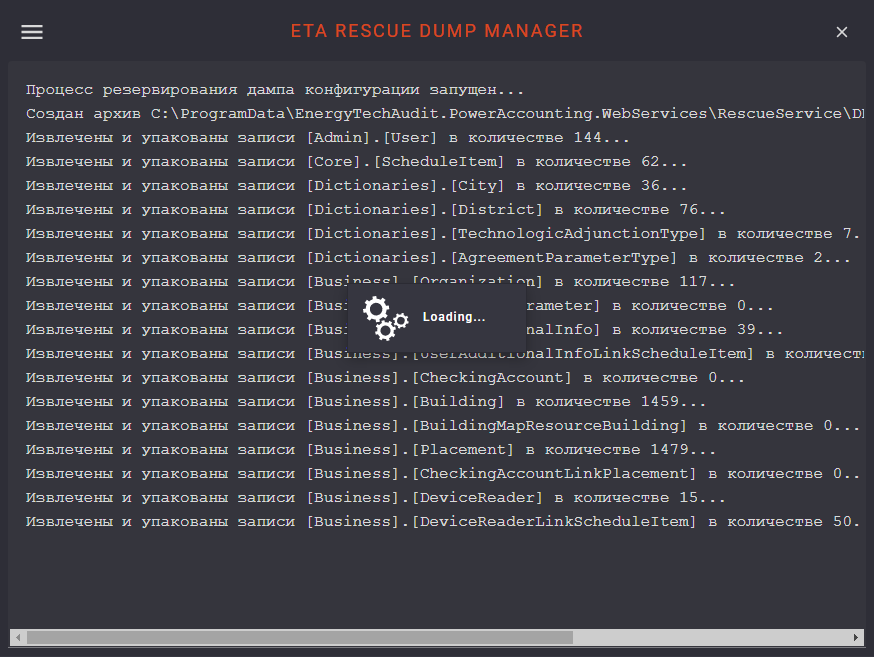 ETA RESCUE DUMP MANAGER
Процесс резервирования дампа конфигурации запущен...
Создан архив C:\ProgramData\EnergyTechAudit.PowerAccounting.WebServices\RescueService\
Извлечены и упакованы записи [Admin].[User] в количестве 144...
Извлечены и упакованы записи [Core].[ScheduleItem] в количестве 62...
Извлечены и упакованы записи [Dictionaries].[City] в количестве 36...
Извлечены и упакованы записи [Dictionaries].[District] в количестве 76...
Извлечены и упакованы записи [Dictionaries].[TechnologicAdjunctionType] в количестве 7.
Извлечены и упакованы записи [Dictionaries].[AgreementParameterType] в количестве 2...
Извлечены и упакованы записи [Business].[Organization] в количестве 117...
Извлечены и упакованы записи [Busi rameter] в количестве 0...
Извлечены и упакованы записи [Busi nalInfo] в количестве 39...
Извлечены и упакованы записи [Business].[UserAdditionalInfoLinkScheduleItem] в количест
Извлечены и упакованы записи [Business].[CheckingAccount] в количестве 0...
Извлечены и упакованы записи [Business].[Building] в количестве 1459...
Извлечены и упакованы записи [Business].[BuildingMapResourceBuilding] в количестве 0...
Извлечены и упакованы записи [Business].[Placement] в количестве 1479...
Извлечены и упакованы записи [Business].[CheckingAccountLinkPlacement] в количестве 0..
Извлечены и упакованы записи [Business].[DeviceReader] в количестве 15...
Извлечены и упакованы записи [Business].[DeviceReaderLinkScheduleItem] в количестве 50.
Loading...